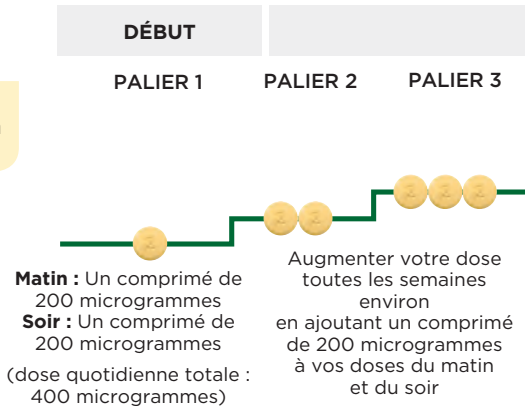 DÉBUT
PALIER 1
PALIER 2
PALIER 3
Matin : Un comprimé de
200 microgrammes
Soir : Un comprimé de
200 microgrammes
(dose quotidienne totale :
400 microgrammes)
Augmenter votre dose
toutes les semaines
environ
en ajoutant un comprimé
de 200 microgrammes
à vos doses du matin
et du soir